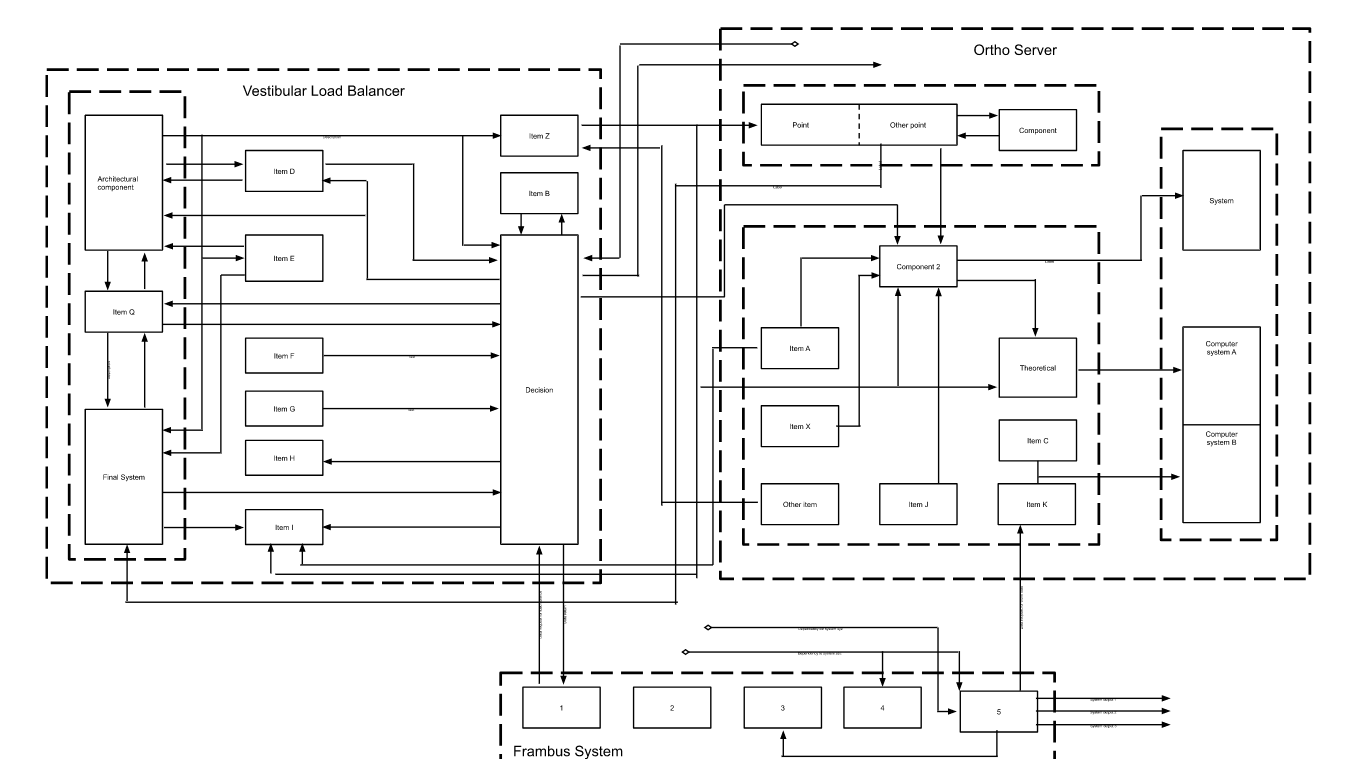 Ortho Server
Vestibular Load Balancer
Point
Other point
Component
Item Z
Architectural
component
Item D
Item B
System
Item E
Component 2
Item Q
Item A
Computer
system A
Item F
Theoretical
Decision
Item G
Item X
Item C
Computer
system B
Item H
Final System
Other item
Item J
Item K
Item I
1
2
3
4
5
Frambus System